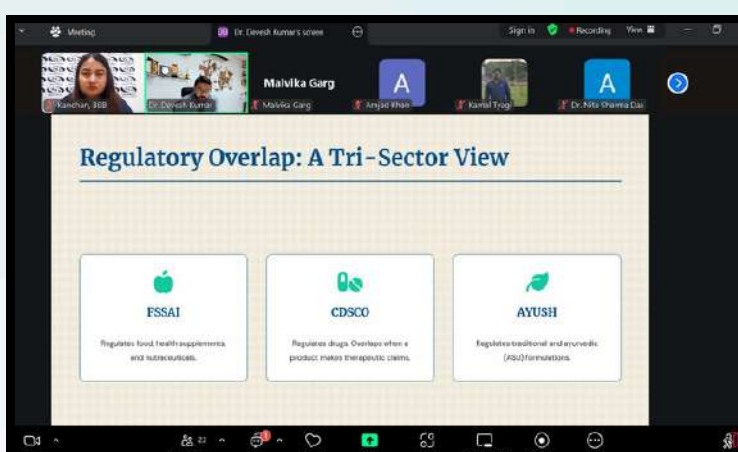 Meeting
Dr. Devesh Kumar's screen
Sign in
Recording
View
Malvika Garg
A
A
Kanchan, 3BB
Dr. Devesh Kumar
Malvika Garg
Amjad Khan
Kamal Tyagi
Dr. Nita Sharma Das
Regulatory Overlap: A Tri-Sector View
FSSAI
Regulates food, health supplements,
and nutraceuticals.
CDSCO
Regulates drugs. Overlaps when a
product makes therapeutic claims.
AYUSH
Regulates traditional and ayurvedic
(ASU) formulations.
22
1